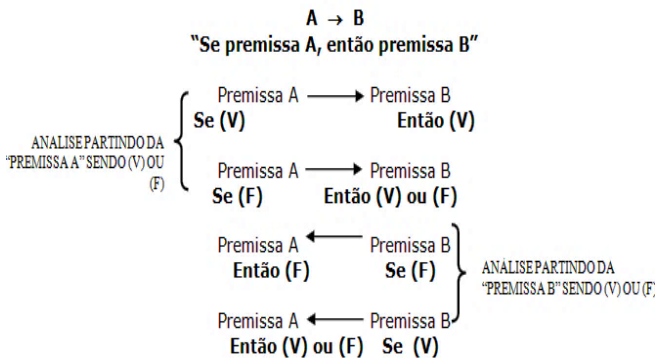 A → B
“Se premissa A, então premissa B”
Premissa A → Premissa B
Se (V) Então (V)
ANALISE PARTINDO DA
“PREMISSA A” SENDO (V) OU
(F)
Premissa A → Premissa B
Se (F) Então (V) ou (F)
Premissa A ← Premissa B
Então (F) Se (F)
ANÁLISE PARTINDO DA
“PREMISSA B” SENDO (V) OU (F)
Premissa A ← Premissa B
Então (V) ou (F) Se (V)